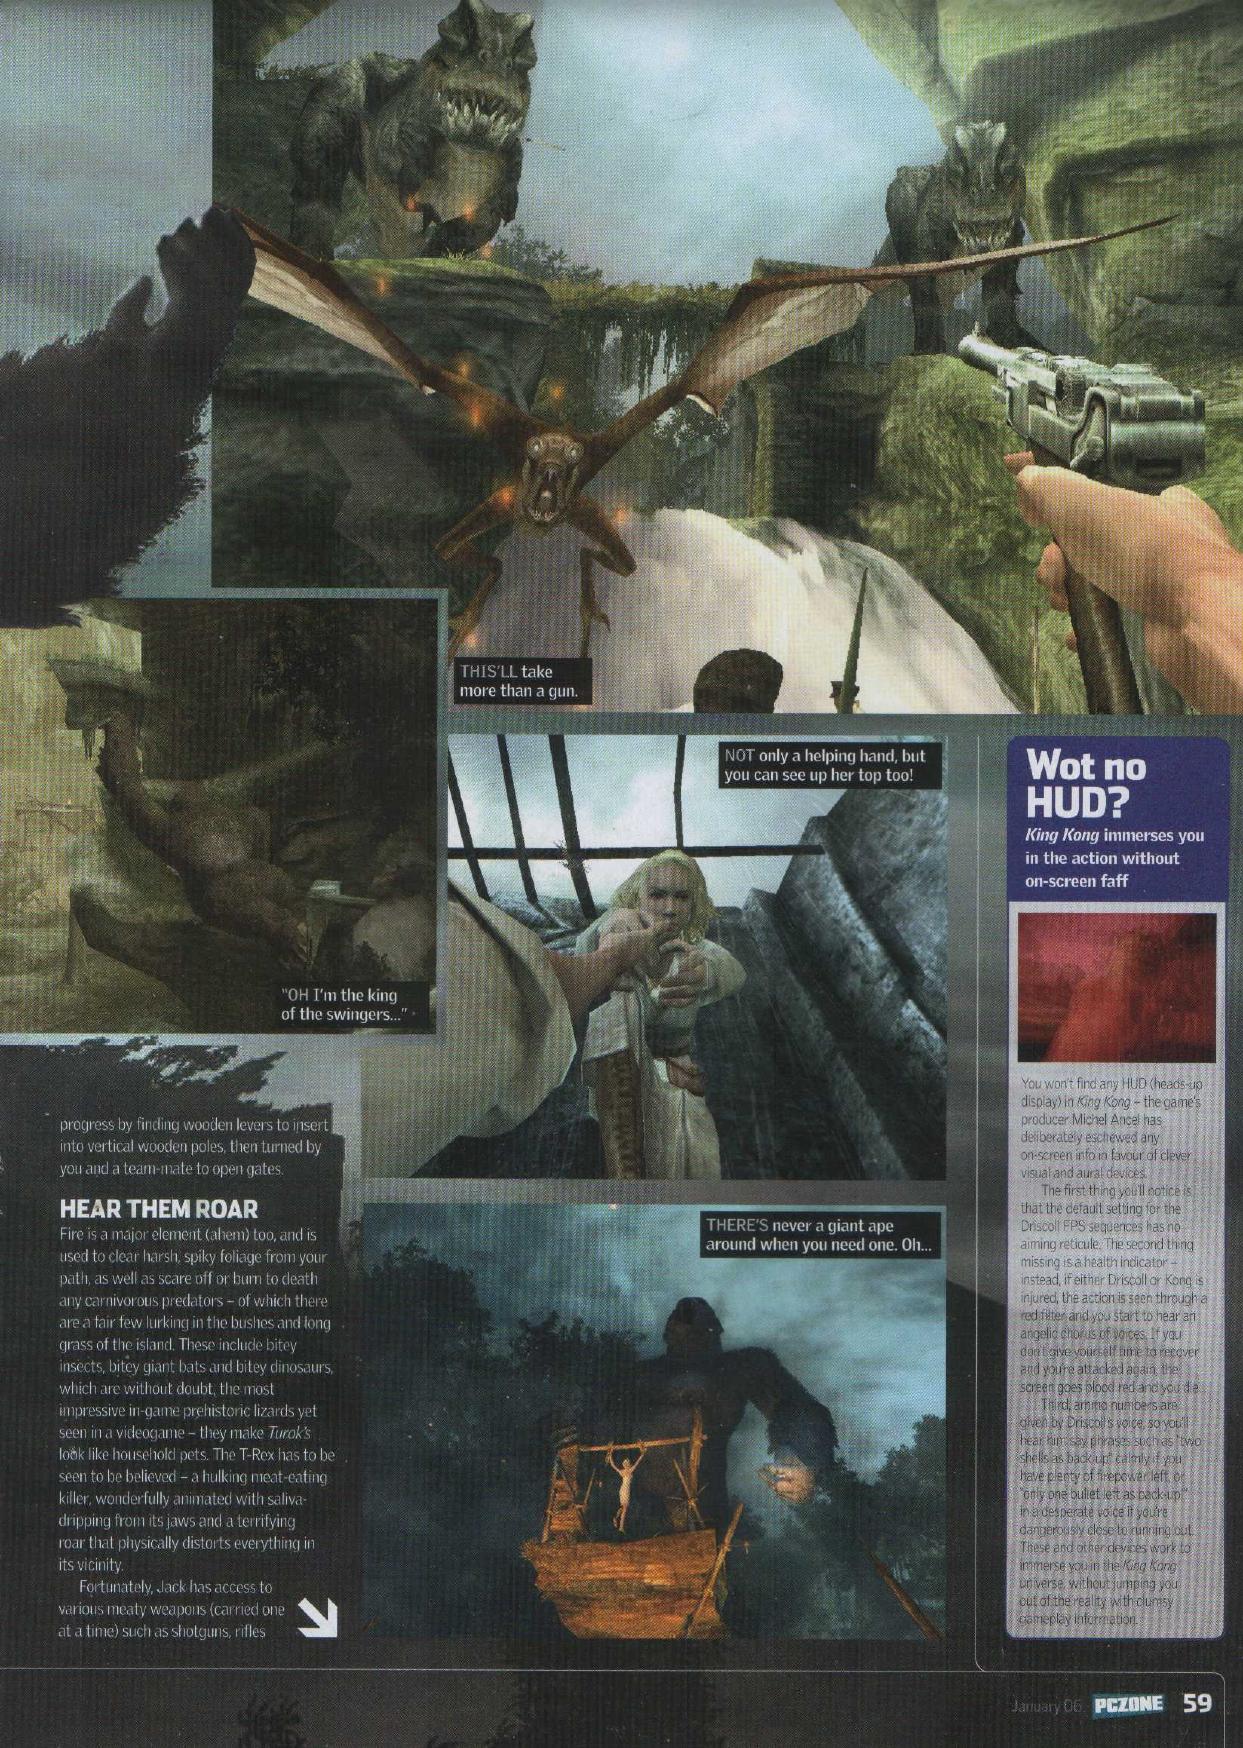 THIS'LL take
more than a gun.
NOT only a helping hand, but
you can see up her top too!
"OH I'm the king
of the swingers..."
progress by finding wooden levers to insert
into vertical wooden poles, then turned by
you and a team-mate to open gates.
HEAR THEM ROAR
Fire is a major element (ahem) too, and is
used to clear harsh, spiky foliage from your
path, as well as scare off or burn to death
any carnivorous predators – of which there
are a fair few lurking in the bushes and long
grass of the island. These include bitey
insects, bitey giant bats and bitey dinosaurs,
which are without doubt, the most
impressive in-game prehistoric lizards yet
seen in a videogame – they make Turok's
look like household pets. The T-Rex has to be
seen to be believed – a hulking meat-eating
killer, wonderfully animated with saliva-
dripping from its jaws and a terrifying
roar that physically distorts everything in
its vicinity.
Fortunately, Jack has access to
various meaty weapons (carried one
at a time) such as shotguns, rifles
THERE'S never a giant ape
around when you need one. Oh...
Wot no
HUD?
King Kong immerses you
in the action without
on-screen faff
You won't find any HUD (heads-up
display) in King Kong – the game's
producer Michel Ancel has
deliberately eschewed any
on-screen info in favour of clever
visual and aural devices.
The first thing you'll notice is
that the default setting for the
Driscoll FPS sequences has no
aiming reticule. The second thing
missing is a health indicator –
instead, if either Driscoll or Kong is
injured, the action is seen through a
red filter and you start to hear an
angelic chorus of voices. If you
don't give yourself time to recover
and you're attacked again, the
screen goes blood red and you die.
Third, ammo numbers are
given by Driscoll's voice, so you'll
hear him say phrases such as "two
shells as back up" calmly if you
have plenty of firepower left, or
"only one bullet left as back-up,"
in a desperate voice if you're
dangerously close to running out.
These and other devices work to
immerse you in the King Kong
universe, without jumping you
out of the reality with clumsy
gameplay information.
January 06 PCZONE 59